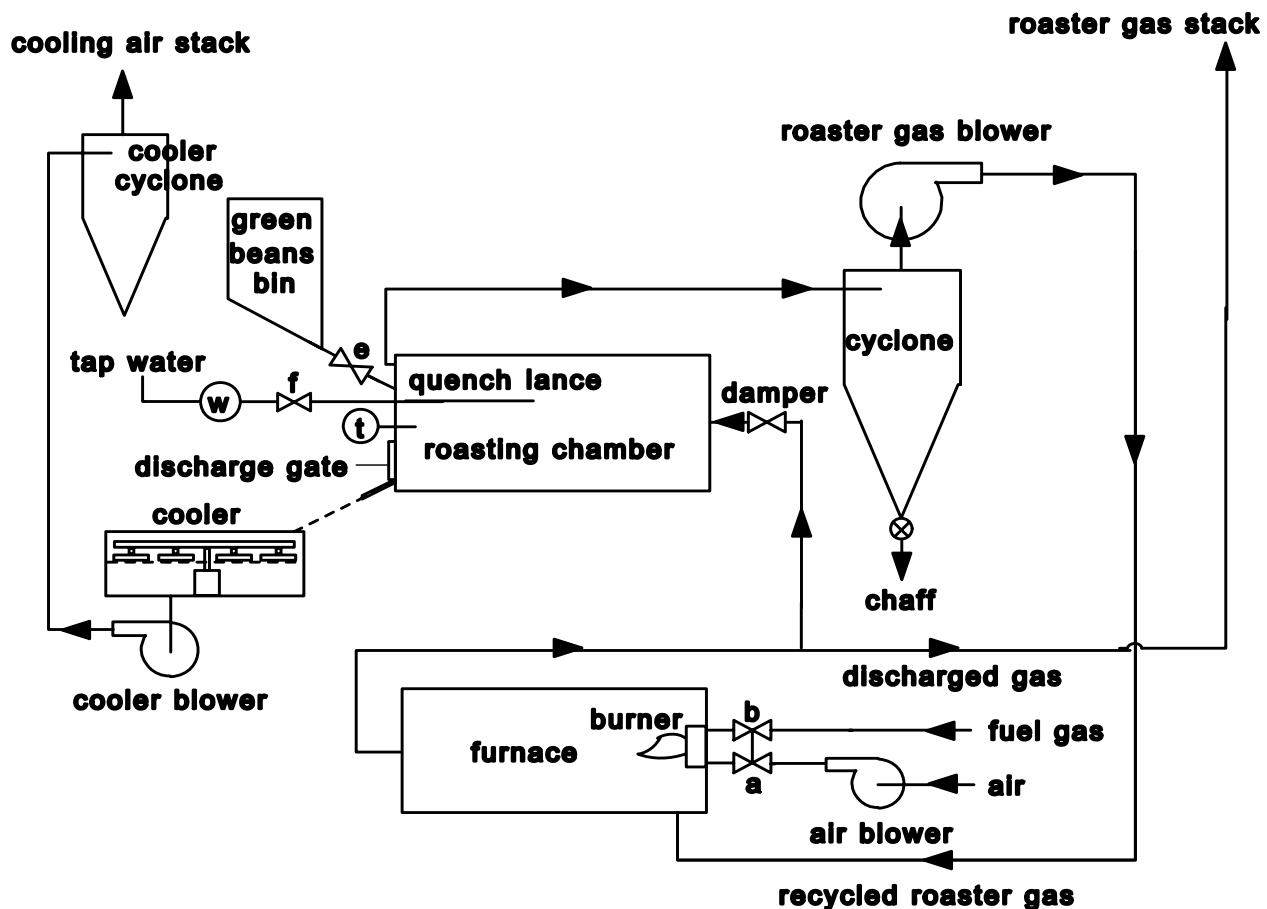 roaster gas stack
cooling air stack
roaster gas blower
cooler
cyclone
green
beans
bin
cyclone
tap water
e
f
w
quench lance
damper
t
roasting chamber
discharge gate
cooler
chaff
discharged gas
cooler blower
burner
b
fuel gas
furnace
a
air
air blower
recycled roaster gas